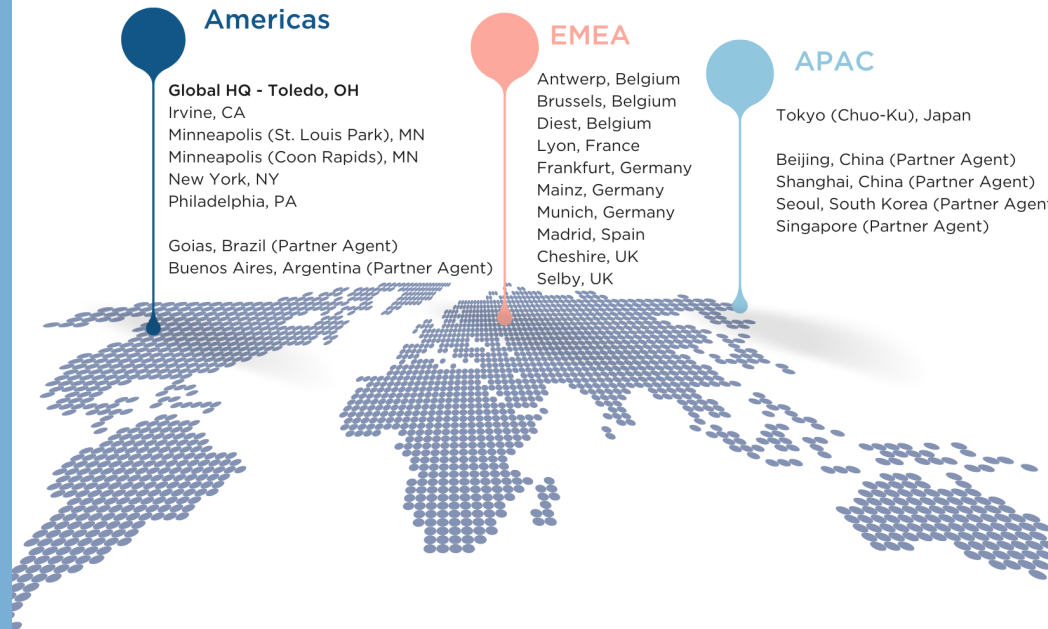 Americas
Global HQ - Toledo, OH
Irvine, CA
Minneapolis (St. Louis Park), MN
Minneapolis (Coon Rapids), MN
New York, NY
Philadelphia, PA
Goias, Brazil (Partner Agent)
Buenos Aires, Argentina (Partner Agent)
EMEA
Antwerp, Belgium
Brussels, Belgium
Diest, Belgium
Lyon, France
Frankfurt, Germany
Mainz, Germany
Munich, Germany
Madrid, Spain
Cheshire, UK
Selby, UK
APAC
Tokyo (Chuo-Ku), Japan
Beijing, China (Partner Agent)
Shanghai, China (Partner Agent)
Seoul, South Korea (Partner Agent
Singapore (Partner Agent)